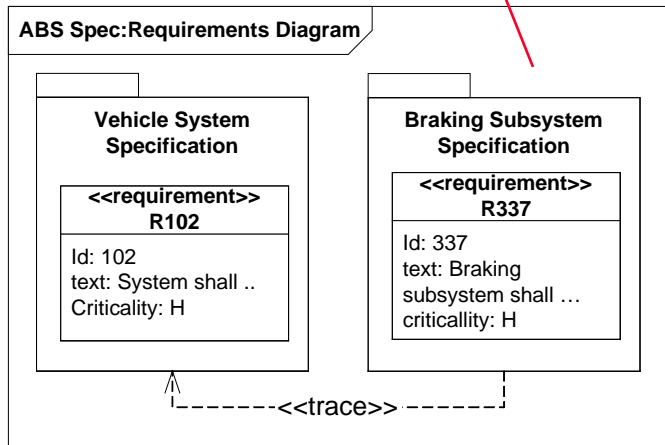 ABS Spec:Requirements Diagram
Vehicle System
Specification
<<requirement>>
R102
Id: 102
text: System shall ..
Criticality: H
Braking Subsystem
Specification
<<requirement>>
R337
Id: 337
text: Braking
subsystem shall …
criticallity: H
<<trace>>